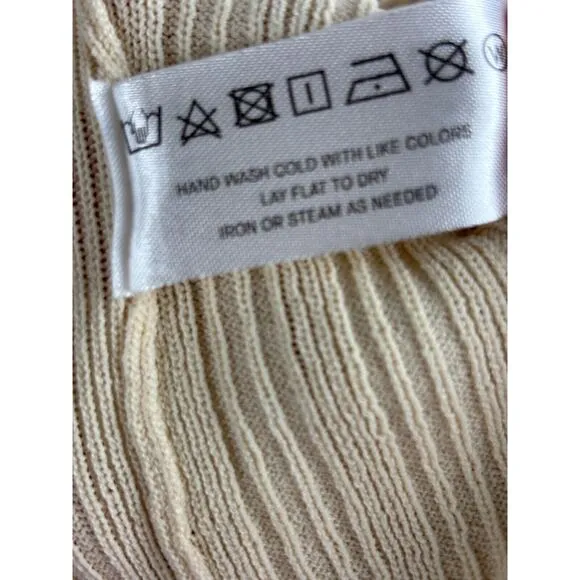 HAND WASH COLD WITH LIKE COLORS
LAY FLAT TO DRY
IRON OR STEAM AS NEEDED